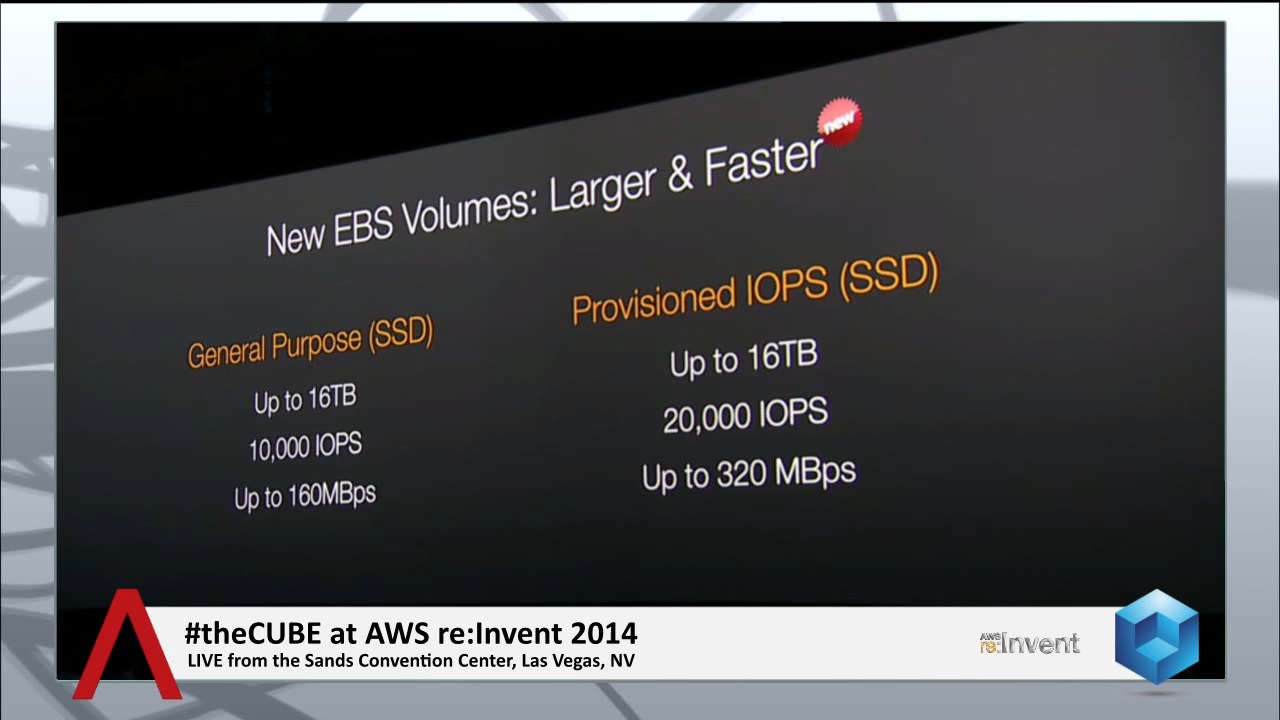 new
New EBS Volumes: Larger & Faster
General Purpose (SSD)
Up to 16TB
10,000 IOPS
Up to 160MBps
Provisioned IOPS (SSD)
Up to 16TB
20,000 IOPS
Up to 320 MBps
#theCUBE at AWS re:Invent 2014
LIVE from the Sands Convention Center, Las Vegas, NV
AWS
re:Invent